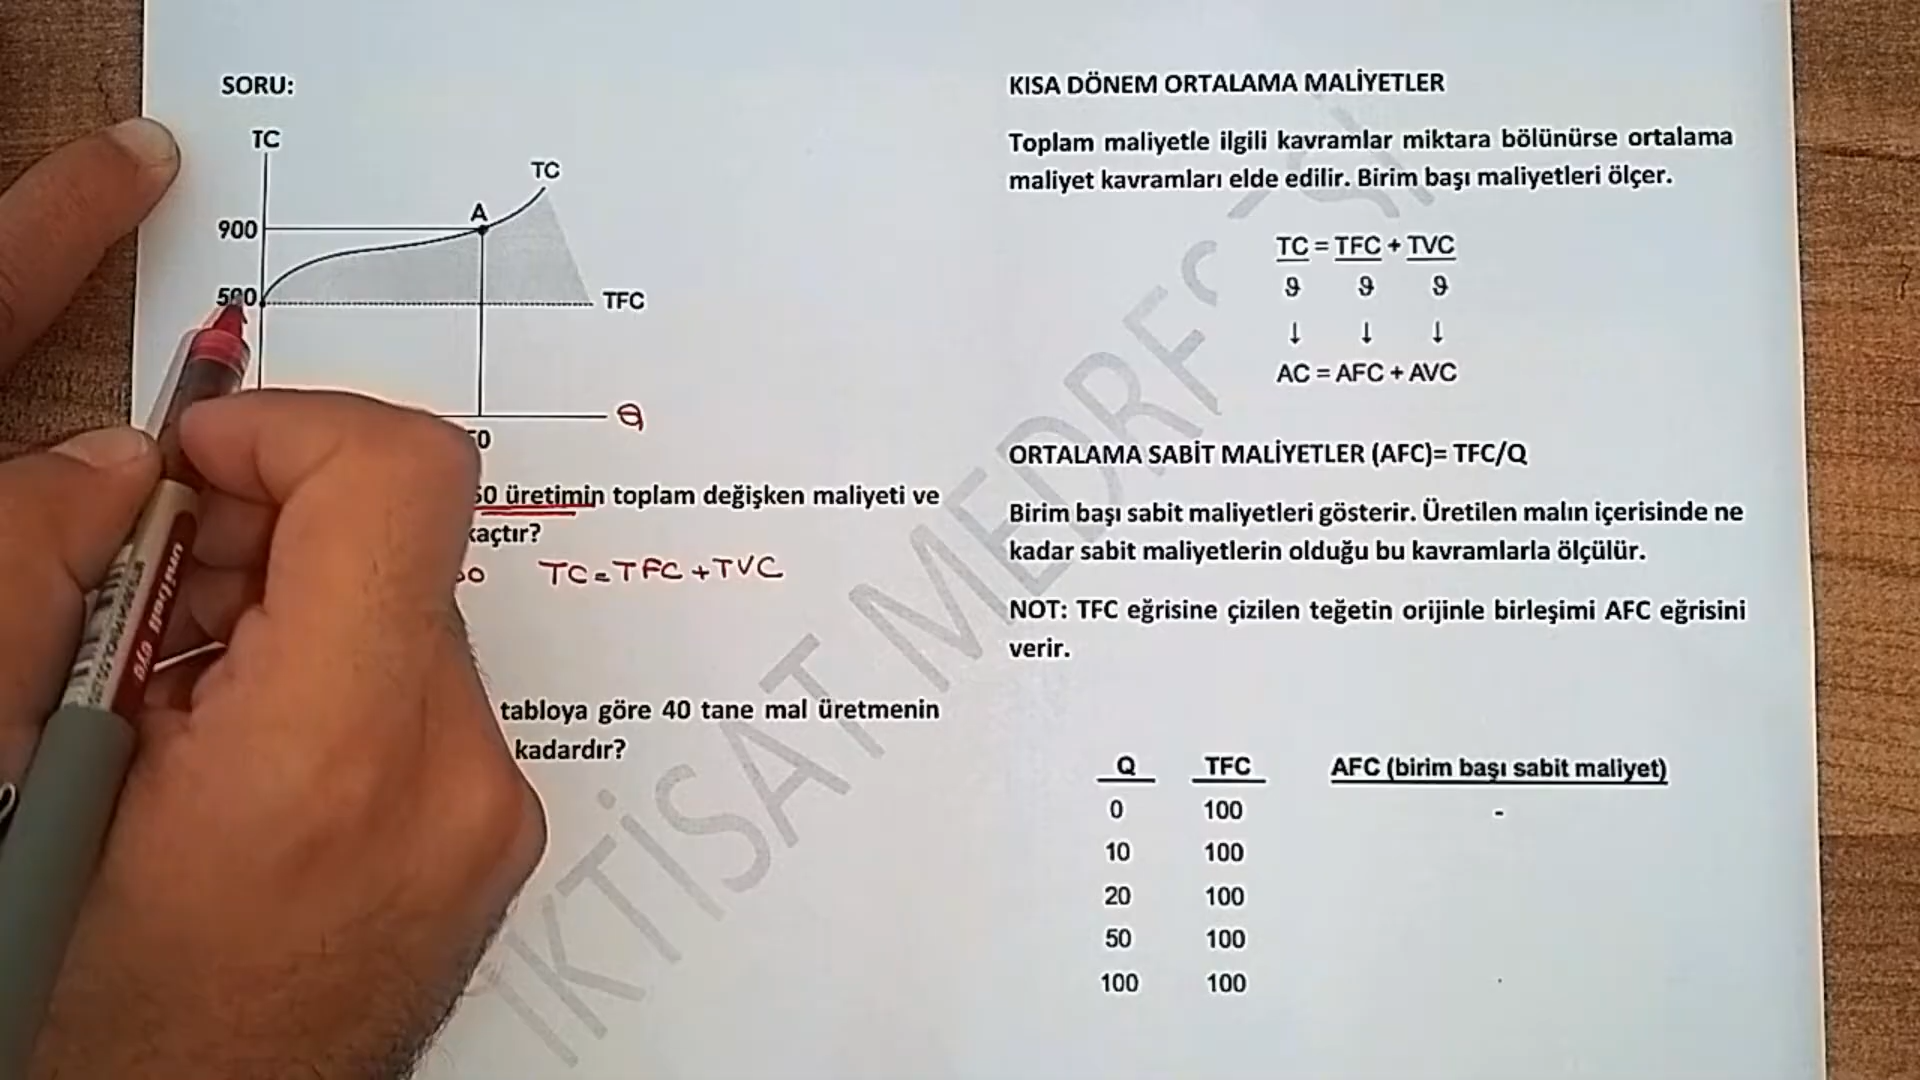 SORU:
TC
TC
A
900
500
TFC
Q
50
50 üretimin toplam değişken maliyeti ve
kaçtır?
TC = TFC + TVC
tabloya göre 40 tane mal üretmenin
kadardır?
KISA DÖNEM ORTALAMA MALİYETLER
Toplam maliyetle ilgili kavramlar miktara bölünürse ortalama
maliyet kavramları elde edilir. Birim başı maliyetleri ölçer.
TC = TFC + TVC
ϑ ϑ ϑ
↓ ↓ ↓
AC = AFC + AVC
ORTALAMA SABİT MALİYETLER (AFC)= TFC/Q
Birim başı sabit maliyetleri gösterir. Üretilen malın içerisinde ne
kadar sabit maliyetlerin olduğu bu kavramlarla ölçülür.
NOT: TFC eğrisine çizilen teğetin orijinle birleşimi AFC eğrisini
verir.
Q TFC AFC (birim başı sabit maliyet)
0 100 -
10 100
20 100
50 100
100 100
İKTİSAT MEDRESESİ
uni-ball eye